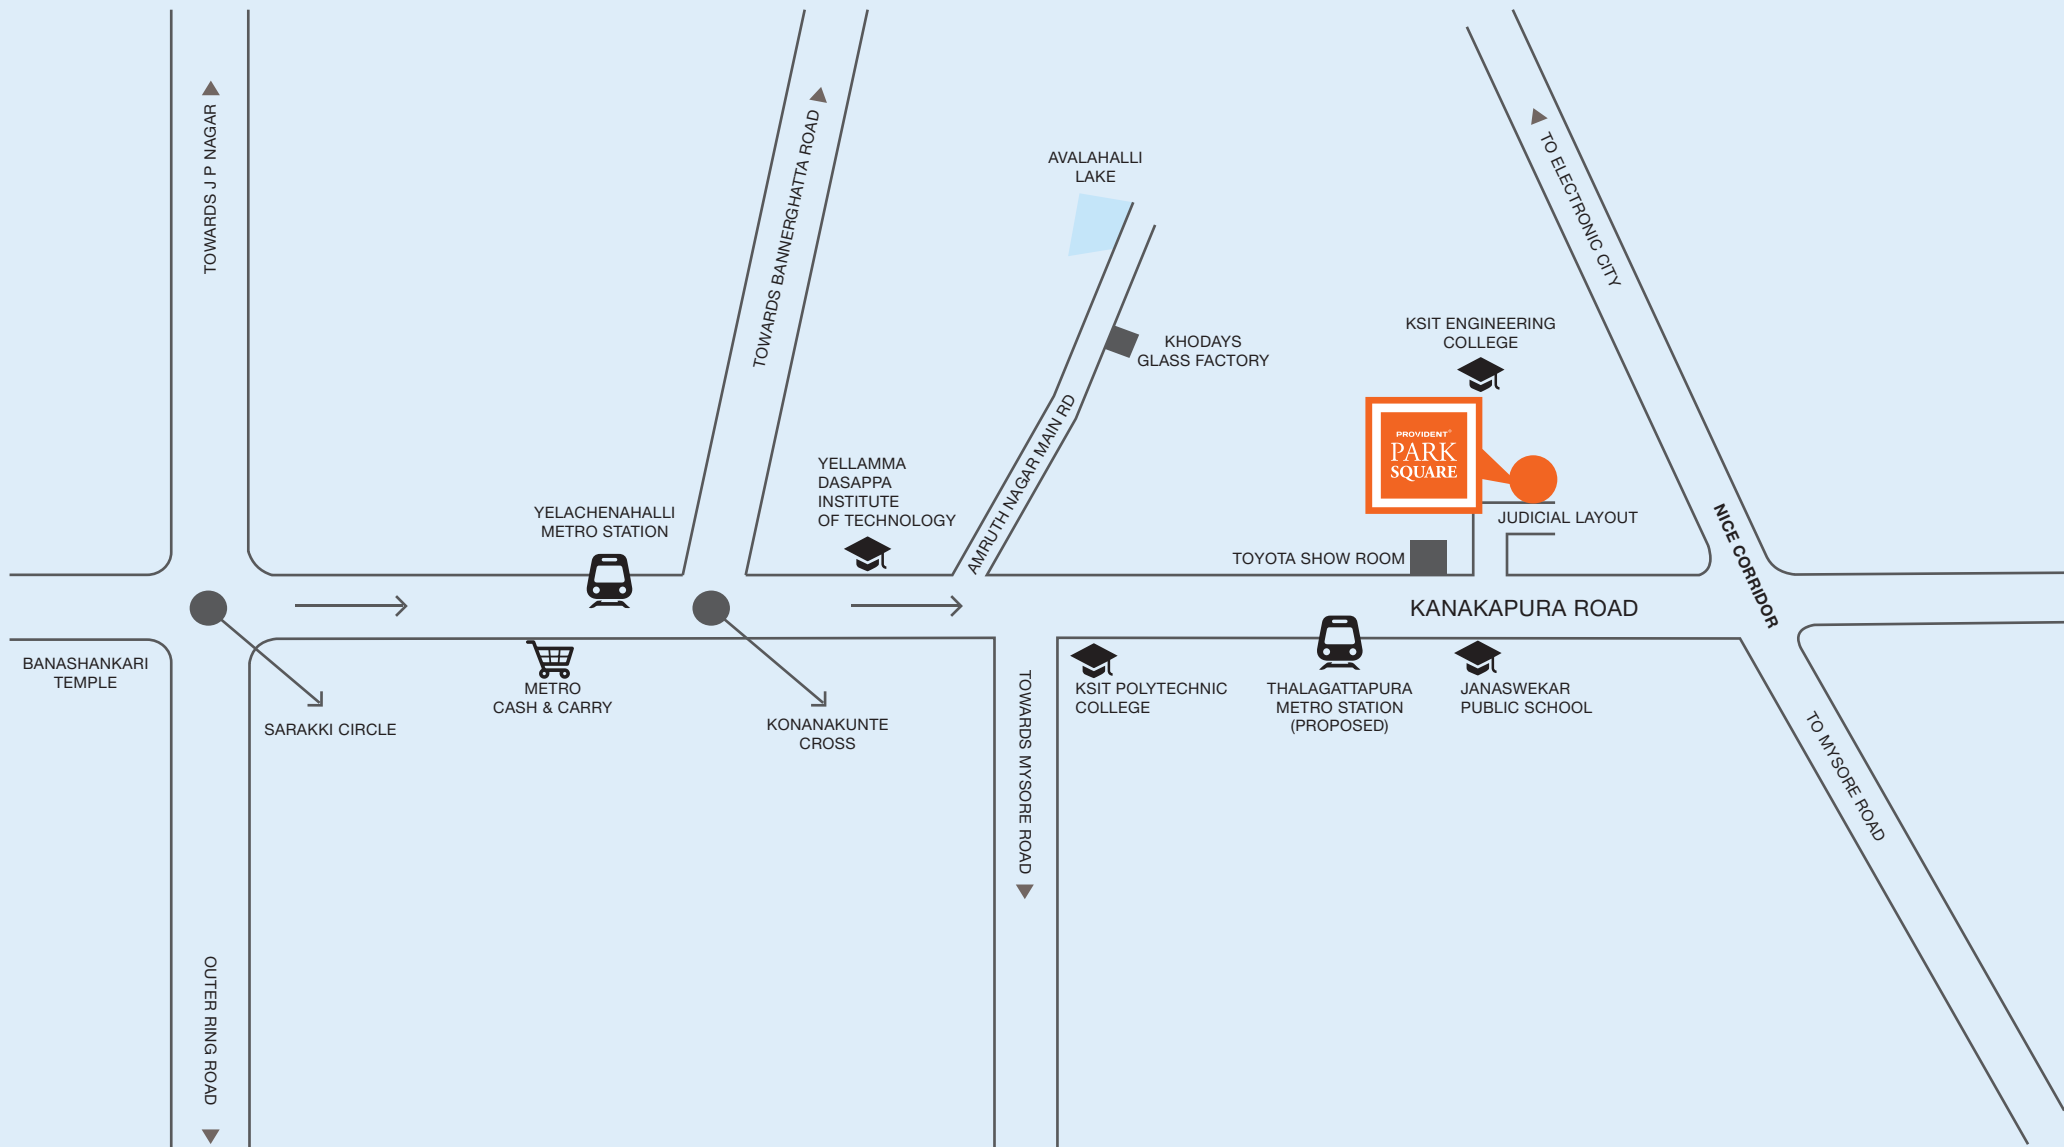 TOWARDS J P NAGAR
TOWARDS BANNERGHATTA ROAD
AVALAHALLI
LAKE
TO ELECTRONIC CITY
KHODAYS
GLASS FACTORY
KSIT ENGINEERING
COLLEGE
PROVIDENT®
PARK
SQUARE
AMRUTH NAGAR MAIN RD
YELLAMMA
DASAPPA
INSTITUTE
OF TECHNOLOGY
YELACHENAHALLI
METRO STATION
JUDICIAL LAYOUT
TOYOTA SHOW ROOM
NICE CORRIDOR
KANAKAPURA ROAD
BANASHANKARI
TEMPLE
SARAKKI CIRCLE
METRO
CASH & CARRY
KONANAKUNTE
CROSS
TOWARDS MYSORE ROAD
KSIT POLYTECHNIC
COLLEGE
THALAGATTAPURA
METRO STATION
(PROPOSED)
JANASWEKAR
PUBLIC SCHOOL
TO MYSORE ROAD
OUTER RING ROAD